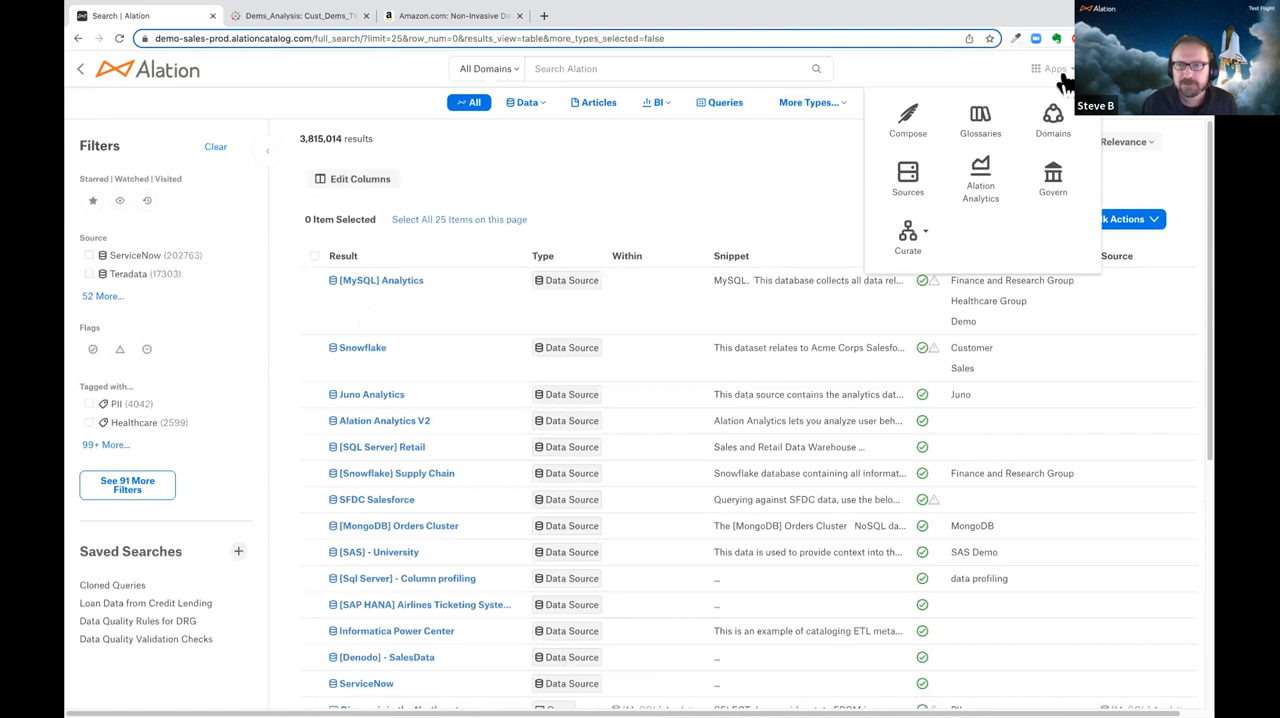 Search | Alation
Dems_Analysis: Cust_Dems_T
Amazon.com: Non-Invasive Da
demo-sales-prod.alationcatalog.com/full_search/?limit=25&row_num=0&results_view=table&more_types_selected=false
Alation
Test Flight
Steve B
Alation
All Domains
Search Alation
Apps
All
Data
Articles
BI
Queries
More Types...
Compose
Glossaries
Domains
Sources
Alation
Analytics
Govern
Curate
Filters
Clear
3,815,014 results
Relevance
Starred | Watched | Visited
Edit Columns
0 Item Selected
Select All 25 Items on this page
k Actions
Source
ServiceNow (202763)
Teradata (17303)
52 More...
Flags
Tagged with...
PII (4042)
Healthcare (2599)
99+ More...
See 91 More
Filters
Saved Searches
Cloned Queries
Loan Data from Credit Lending
Data Quality Rules for DRG
Data Quality Validation Checks
Result Type Within Snippet Source
[MySQL] Analytics Data Source MySQL. This database collects all data rel... Finance and Research Group
Healthcare Group
Demo
Snowflake Data Source This dataset relates to Acme Corps Salesfo... Customer
Sales
Juno Analytics Data Source This data source contains the analytics dat... Juno
Alation Analytics V2 Data Source Alation Analytics lets you analyze user beh...
[SQL Server] Retail Data Source Sales and Retail Data Warehouse ...
[Snowflake] Supply Chain Data Source Snowflake database containing all informat... Finance and Research Group
SFDC Salesforce Data Source Querying against SFDC data, use the belo...
[MongoDB] Orders Cluster Data Source The [MongoDB] Orders Cluster NoSQL da... MongoDB
[SAS] - University Data Source This data is used to provide context into th... SAS Demo
[Sql Server] - Column profiling Data Source ... data profiling
[SAP HANA] Airlines Ticketing Syste... Data Source ...
Informatica Power Center Data Source This is an example of cataloging ETL meta...
[Denodo] - SalesData Data Source ...
ServiceNow Data Source ...